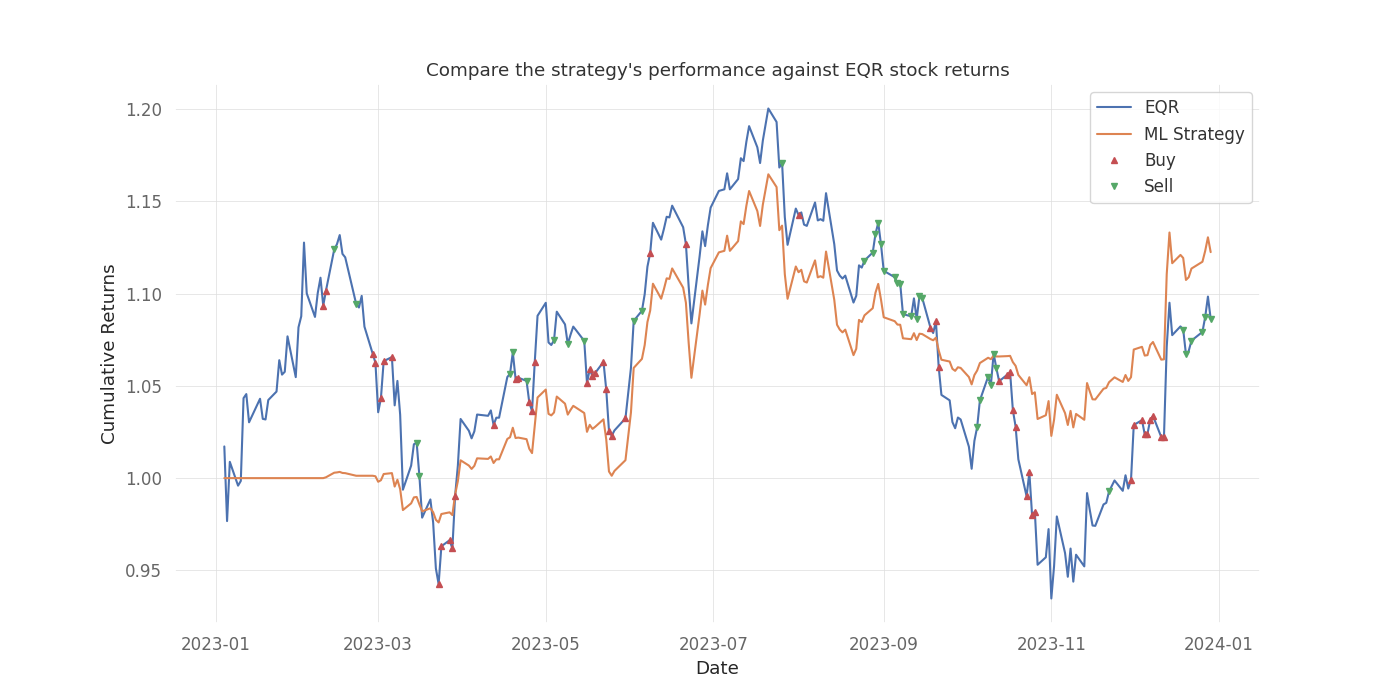 Compare the strategy's performance against EQR stock returns
EQR
ML Strategy
Buy
Sell
Cumulative Returns
1.20
1.15
1.10
1.05
1.00
0.95
2023-01
2023-03
2023-05
2023-07
2023-09
2023-11
2024-01
Date